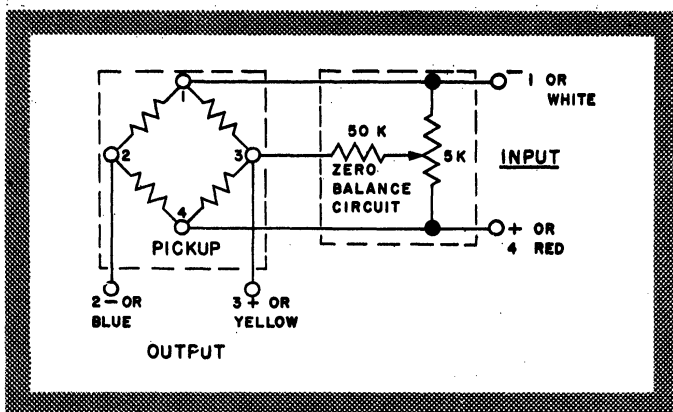 1
− 1 OR
WHITE
50 K
2
3
5K
INPUT
ZERO
BALANCE
CIRCUIT
4
PICKUP
+ OR
4 RED
2 − OR
BLUE
3 + OR
YELLOW
OUTPUT